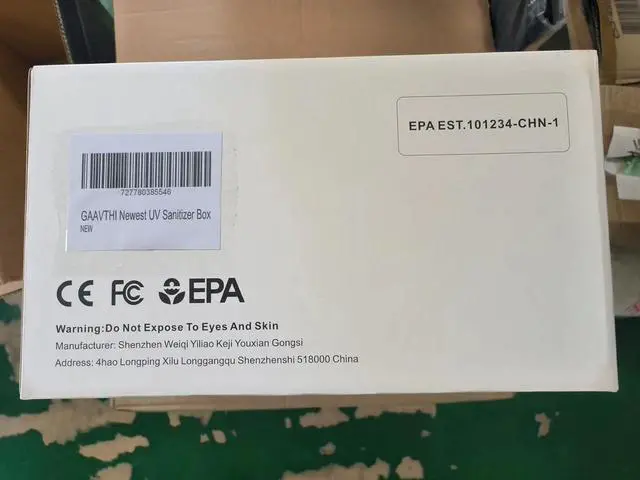 EPA EST.101234-CHN-1
727780385546
GAAVTHI Newest UV Sanitizer Box
NEW
CE FC EPA
Warning:Do Not Expose To Eyes And Skin
Manufacturer: Shenzhen Weiqi Yiliao Keji Youxian Gongsi
Address: 4hao Longping Xilu Longgangqu Shenzhenshi 518000 China